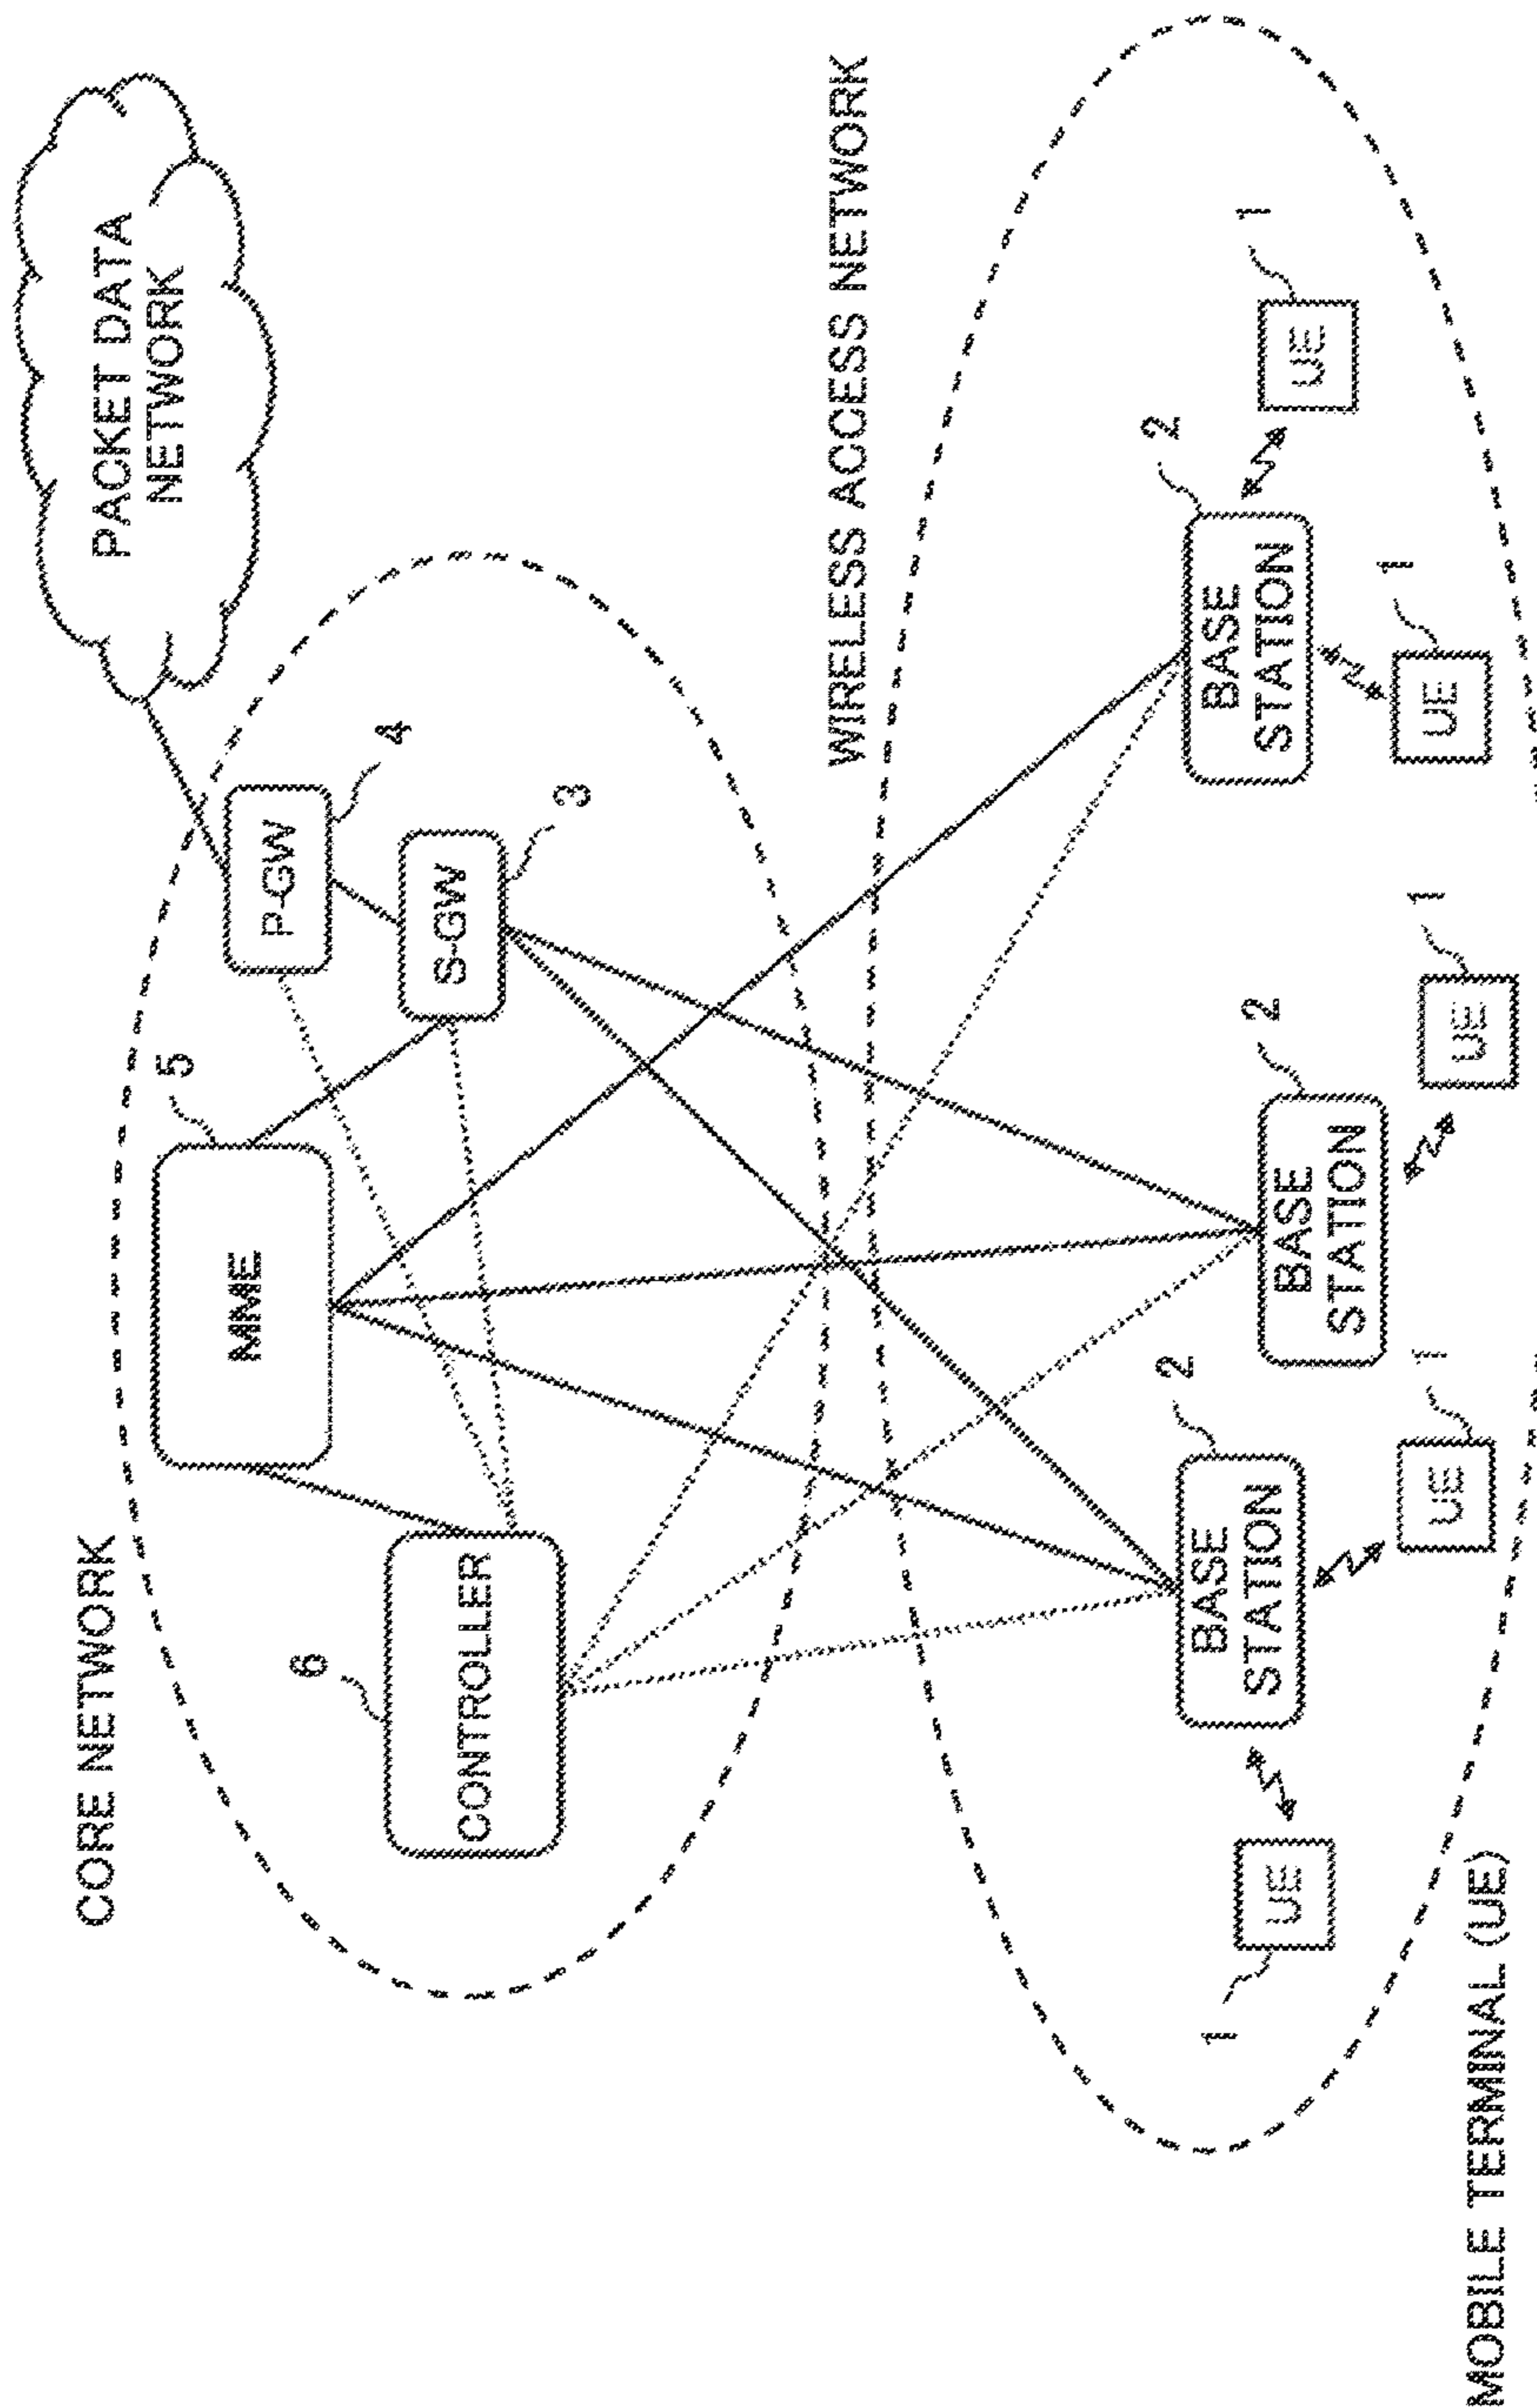 PACKET DATA
NETWORK
CORE NETWORK
5
MME
P-GW
4
6
CONTROLLER
S-GW
3
WIRELESS ACCESS NETWORK
2
BASE
STATION
2
BASE
STATION
2
BASE
STATION
1
UE
1
UE
1
UE
1
UE
1
UE
MOBILE TERMINAL (UE)